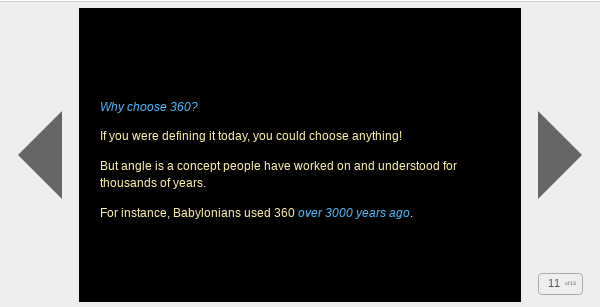 Why choose 360?
If you were defining it today, you could choose anything!
But angle is a concept people have worked on and understood for
thousands of years.
For instance, Babylonians used 360 over 3000 years ago.
11 of 13